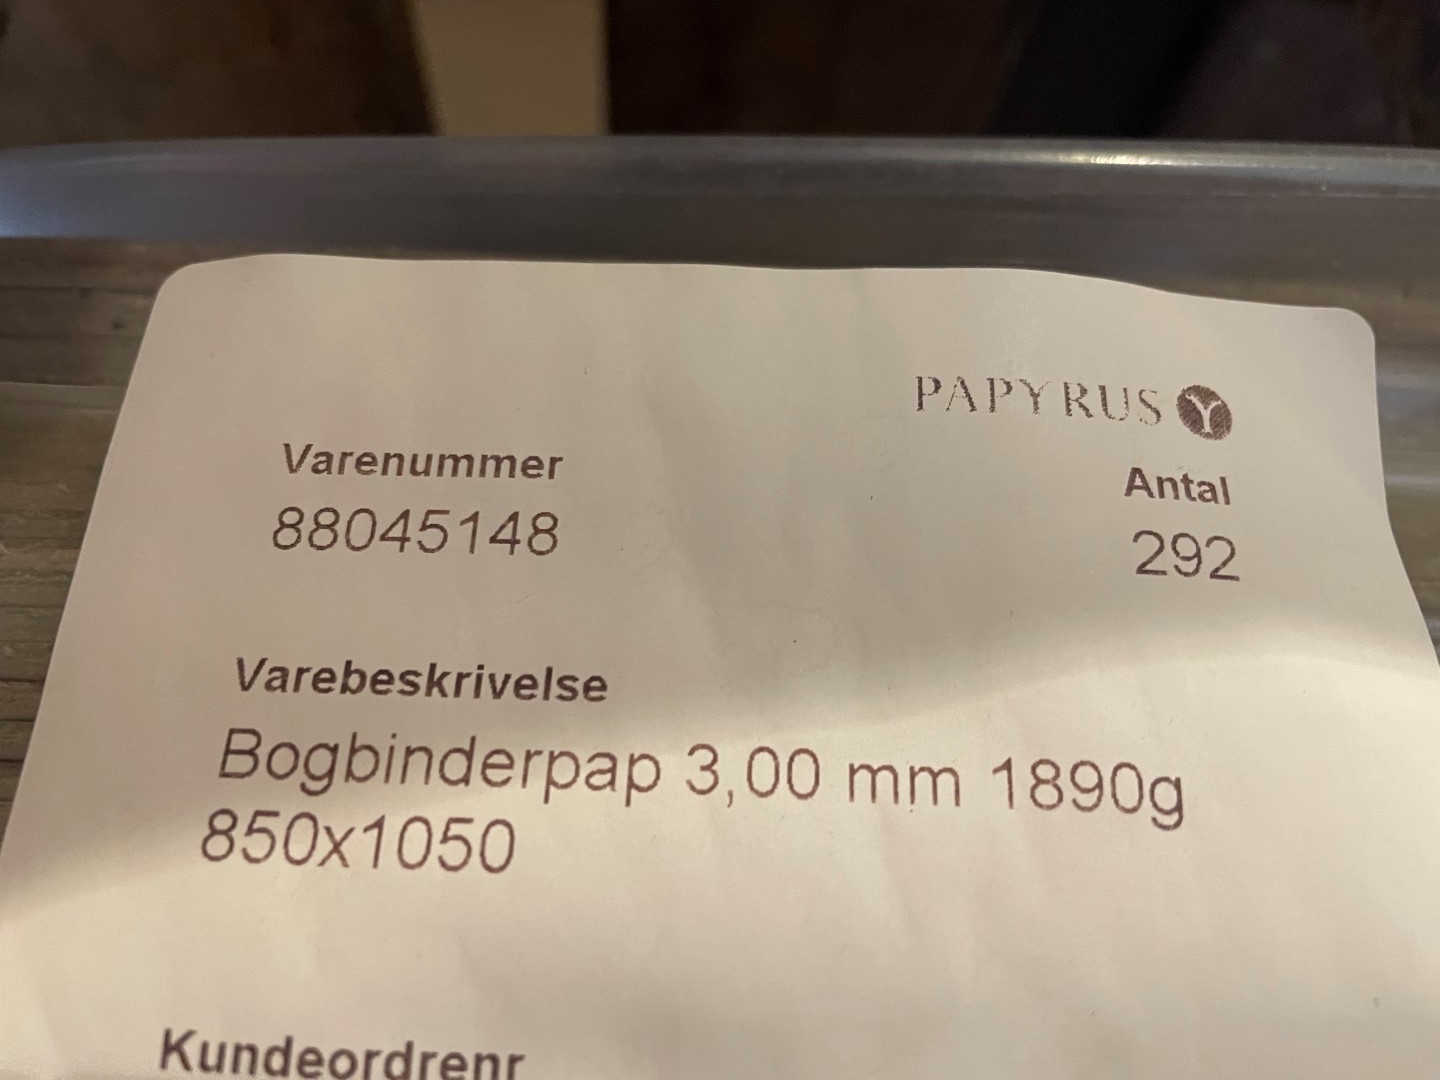 PAPYRUS
Varenummer
Antal
88045148
292
Varebeskrivelse
Bogbinderpap 3,00 mm 1890g
850x1050
Kundeordrenr